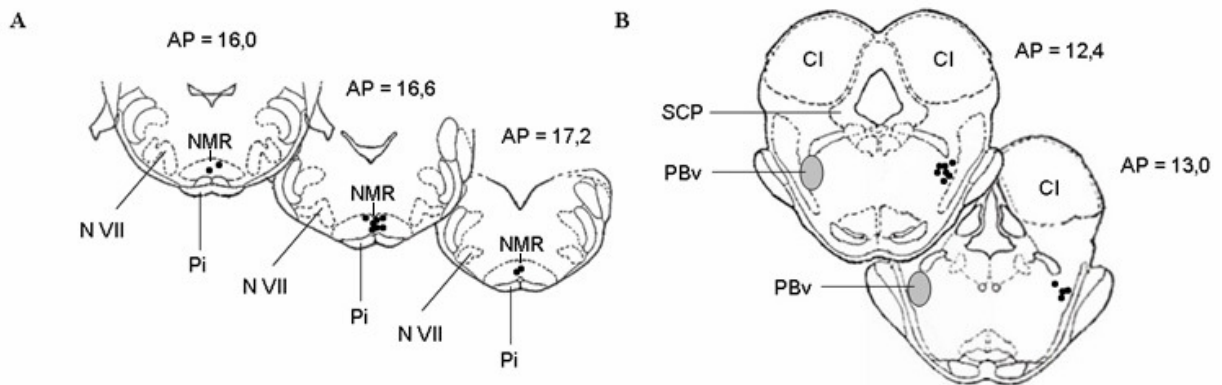 A
AP = 16,0
NMR
N VII
Pi
AP = 16,6
NMR
N VII
Pi
AP = 17,2
NMR
N VII
Pi
B
AP = 12,4
CI
CI
SCP
PBv
AP = 13,0
CI
PBv